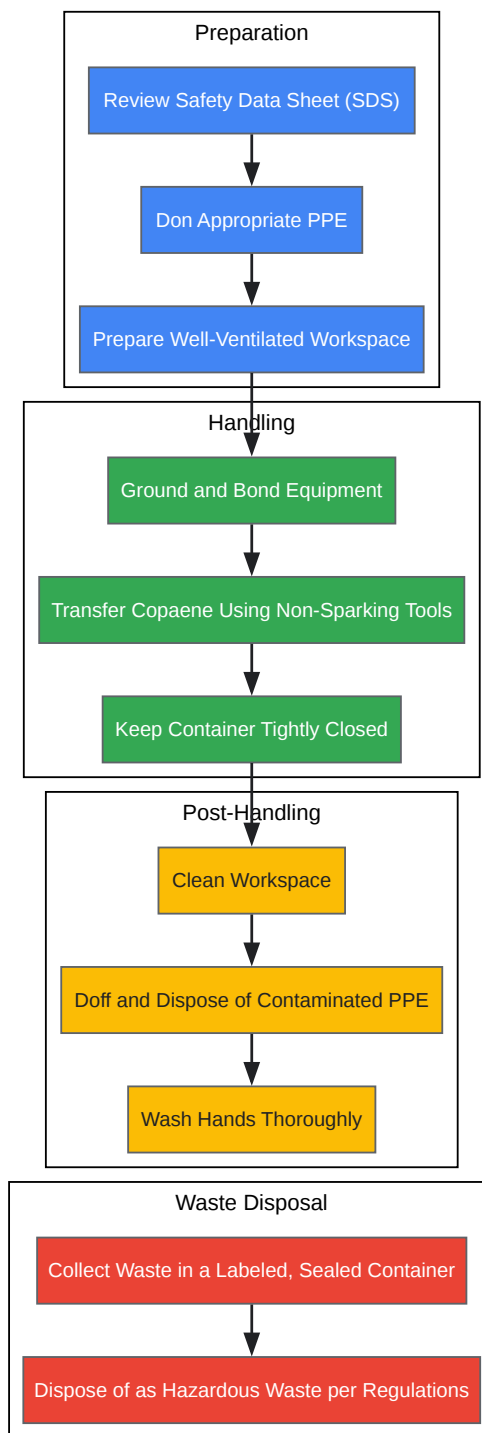 Preparation
Review Safety Data Sheet (SDS)
Don Appropriate PPE
Prepare Well-Ventilated Workspace
Handling
Ground and Bond Equipment
Transfer Copaene Using Non-Sparking Tools
Keep Container Tightly Closed
Post-Handling
Clean Workspace
Doff and Dispose of Contaminated PPE
Wash Hands Thoroughly
Waste Disposal
Collect Waste in a Labeled, Sealed Container
Dispose of as Hazardous Waste per Regulations